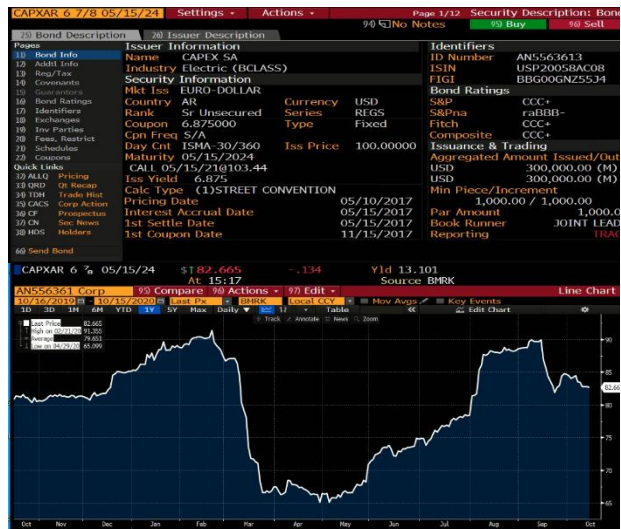 CAPXAR 6 7/8 05/15/24 Settings Actions Page 1/12 Security Description: Bond
94) No Notes 95) Buy 96) Sell
25) Bond Description 26) Issuer Description
Pages
11) Bond Info
12) Addtl Info
13) Reg/Tax
14) Covenants
15) Guarantors
16) Bond Ratings
17) Identifiers
18) Exchanges
19) Inv Parties
20) Fees, Restrict
21) Schedules
22) Coupons
Quick Links
32) ALLQ Pricing
33) QRD Qt Recap
34) TDH Trade Hist
35) CACS Corp Action
36) CF Prospectus
37) CN Sec News
38) HDS Holders
66) Send Bond
Issuer Information
Name CAPEX SA
Industry Electric (BCLASS)
Security Information
Mkt Iss EURO-DOLLAR
Country AR Currency USD
Rank Sr Unsecured Series REGS
Coupon 6.875000 Type Fixed
Cpn Freq S/A
Day Cnt ISMA-30/360 Iss Price 100.00000
Maturity 05/15/2024
CALL 05/15/21@103.44
Iss Yield 6.875
Calc Type (1)STREET CONVENTION
Pricing Date 05/10/2017
Interest Accrual Date 05/15/2017
1st Settle Date 05/15/2017
1st Coupon Date 11/15/2017
Identifiers
ID Number AN5563613
ISIN USP20058AC08
FIGI BBG00GNZ55J4
Bond Ratings
S&P CCC+
S&Pna raBBB-
Fitch CCC+
Composite CCC+
Issuance & Trading
Aggregated Amount Issued/Out
USD 300,000.00 (M)
USD 300,000.00 (M)
Min Piece/Increment
1,000.00 / 1,000.00
Par Amount 1,000.0
Book Runner JOINT LEAD
Reporting TRAC
CAPXAR 6 7/8 05/15/24 $↑82.665 -.134 Yld 13.101
At 15:17 Source BMRK
AN556361 Corp 95) Compare 96) Actions 97) Edit Line Chart
10/16/2019 - 10/15/2020 Last Px BMRK Local CCY Mov Avgs Key Events
1D 3D 1M 6M YTD 1Y 5Y Max Daily Table « Edit Chart
Track Annotate News Zoom
Last Price 82.665
High on 02/21/20 91.355
Average 79.651
Low on 04/29/20 65.099
90
85
82.66
80
75
70
65
Oct Nov Dec Jan Feb Mar Apr May Jun Jul Aug Sep Oct